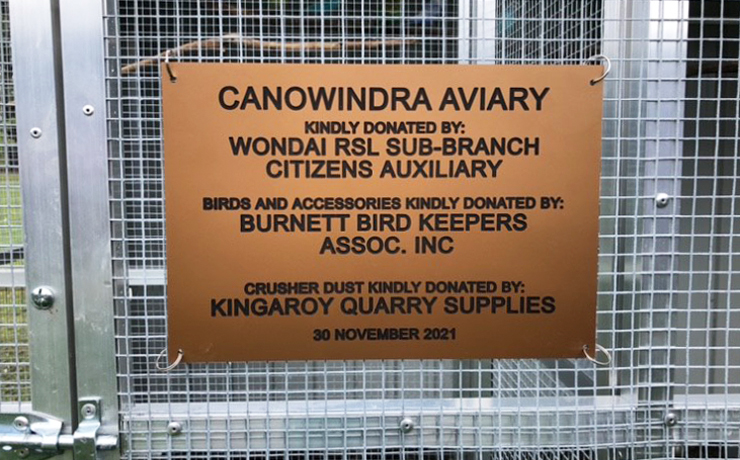 CANOWINDRA AVIARY
KINDLY DONATED BY:
WONDAI RSL SUB-BRANCH
CITIZENS AUXILIARY
BIRDS AND ACCESSORIES KINDLY DONATED BY:
BURNETT BIRD KEEPERS
ASSOC. INC
CRUSHER DUST KINDLY DONATED BY:
KINGAROY QUARRY SUPPLIES
30 NOVEMBER 2021